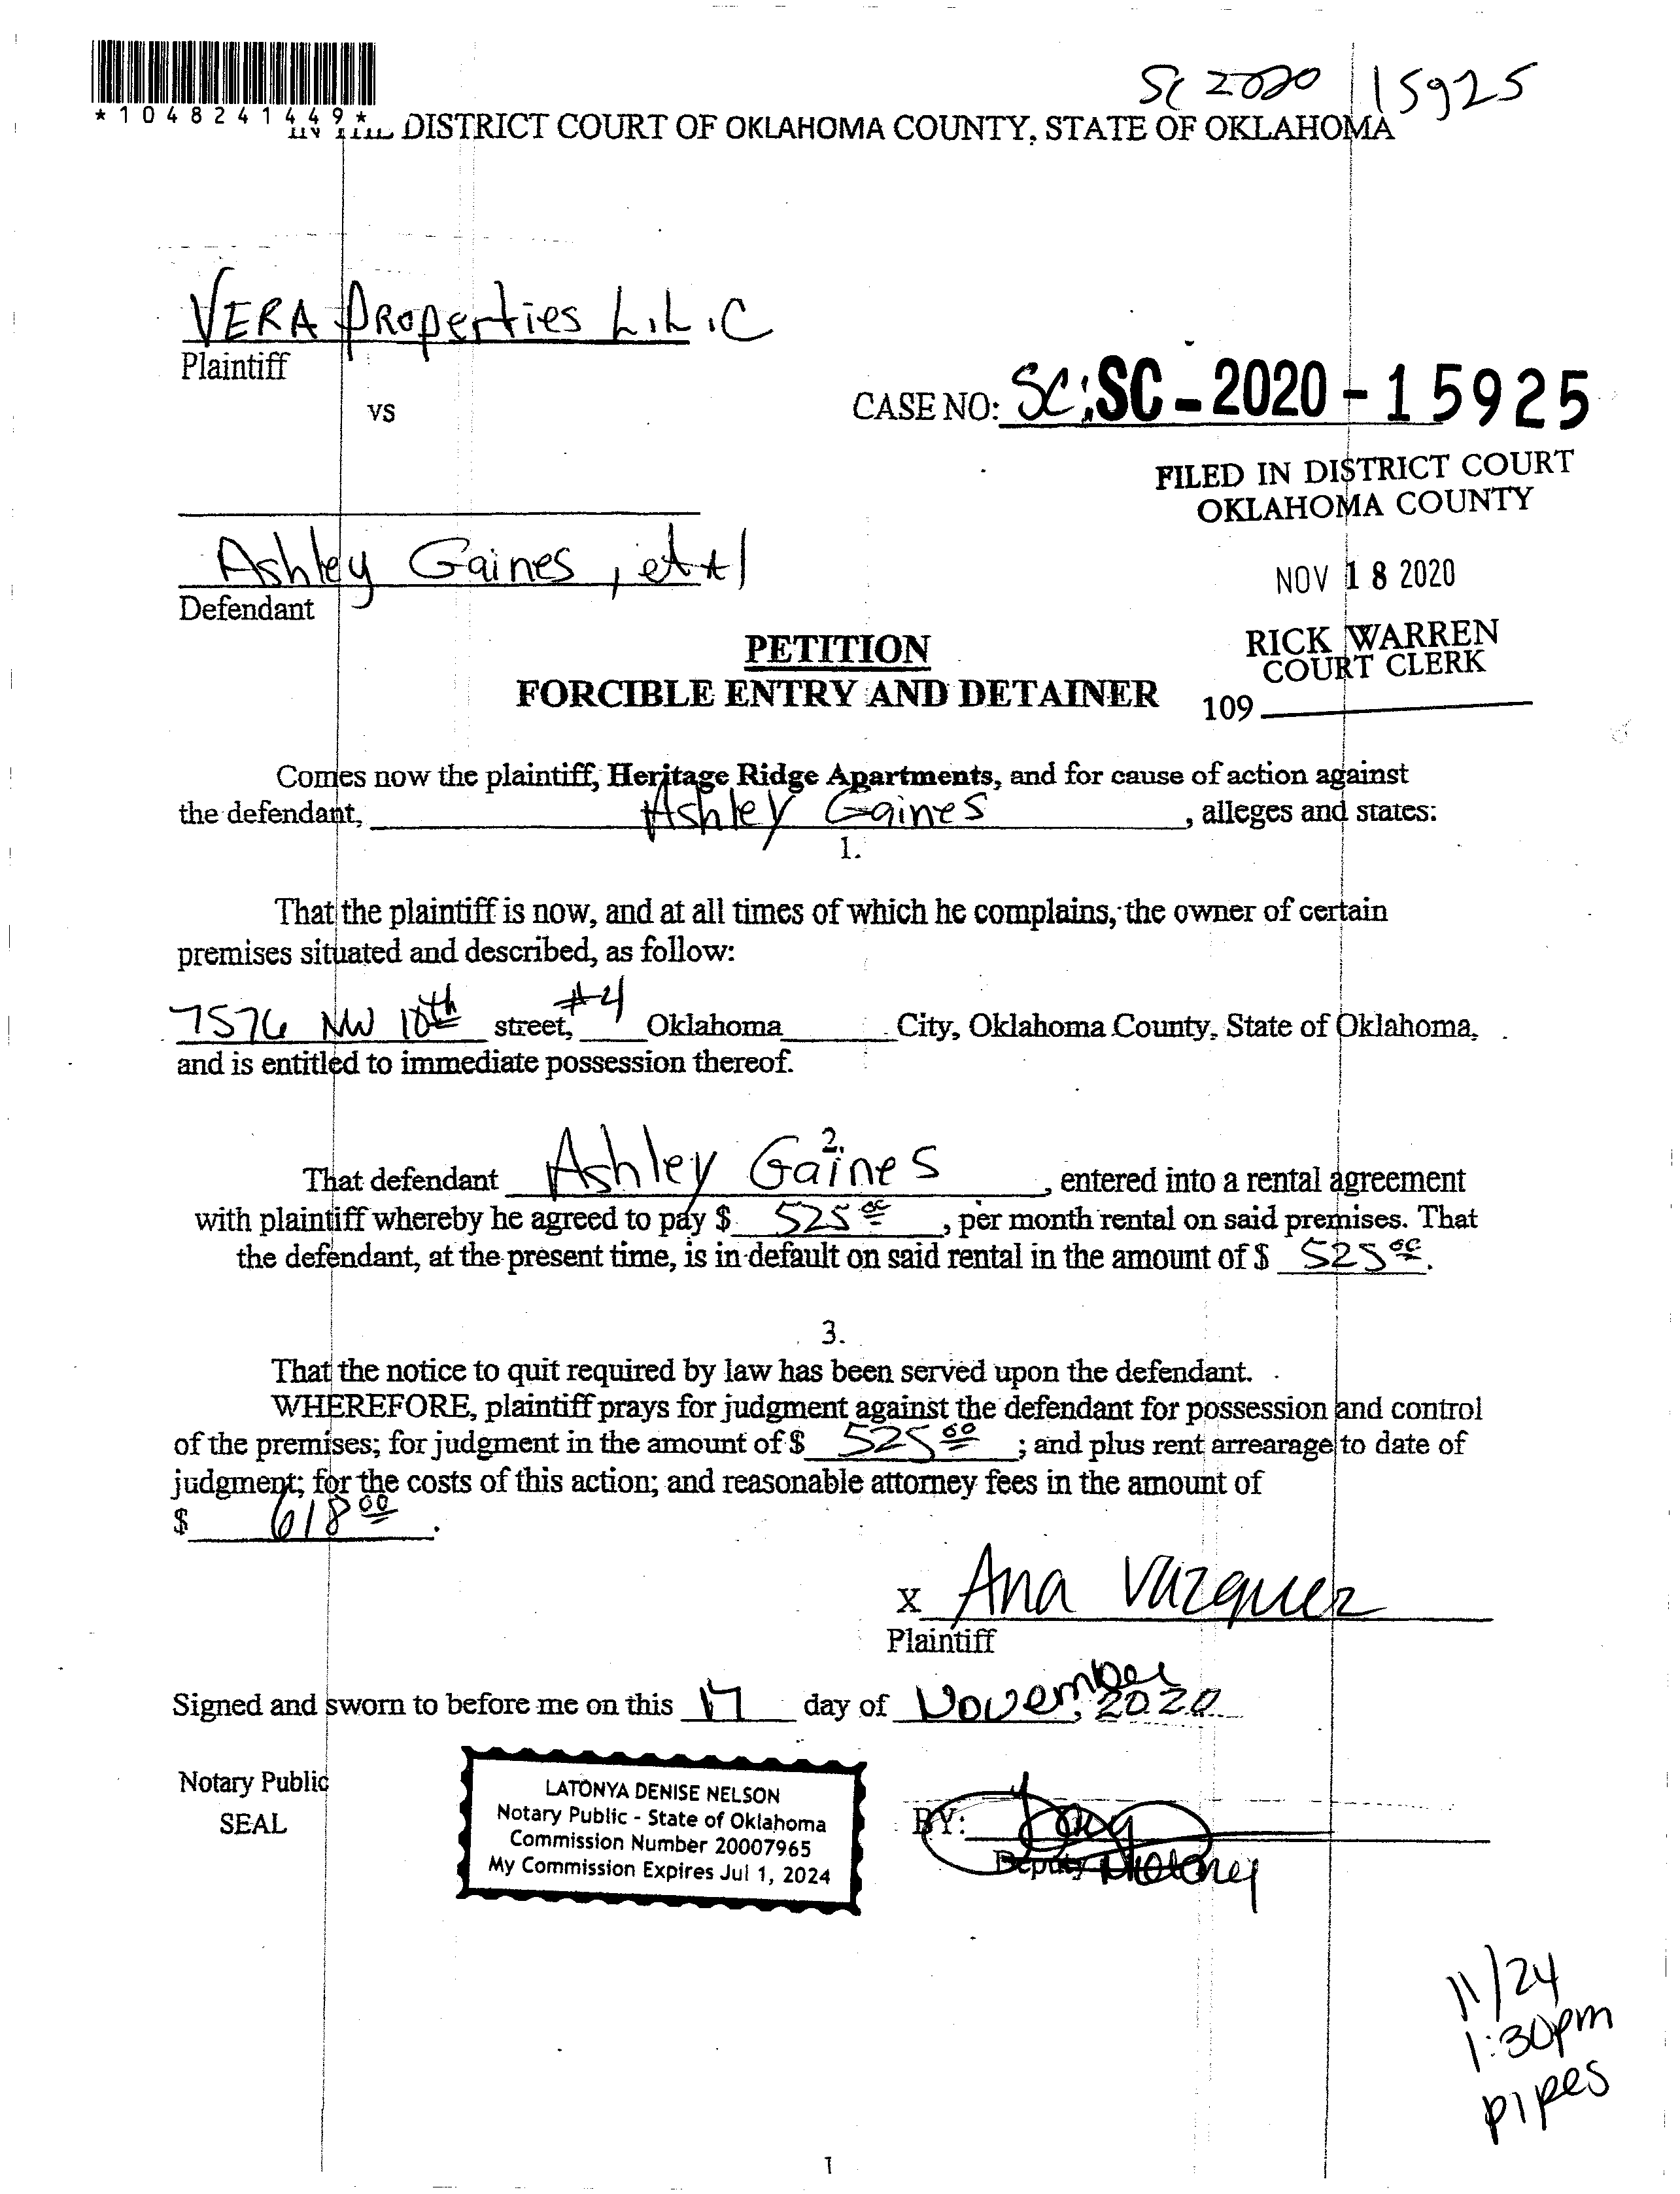 SC 2020 15925
*1048241449*
IN THE DISTRICT COURT OF OKLAHOMA COUNTY, STATE OF OKLAHOMA
VERA Properties L.L.C
Plaintiff
vs
CASE NO: SC: SC-2020-15925
FILED IN DISTRICT COURT
OKLAHOMA COUNTY
Ashley Gaines, et al
Defendant
NOV 18 2020
PETITION
RICK WARREN
COURT CLERK
FORCIBLE ENTRY AND DETAINER
109
Comes now the plaintiff, Heritage Ridge Apartments, and for cause of action against
the defendant, Ashley Gaines, alleges and states:
1.
That the plaintiff is now, and at all times of which he complains, the owner of certain
premises situated and described, as follow:
7576 NW 10th street, #4 Oklahoma City, Oklahoma County, State of Oklahoma,
and is entitled to immediate possession thereof.
2.
That defendant Ashley Gaines, entered into a rental agreement
with plaintiff whereby he agreed to pay $ 525 00, per month rental on said premises. That
the defendant, at the present time, is in default on said rental in the amount of $ 525 00.
3.
That the notice to quit required by law has been served upon the defendant.
WHEREFORE, plaintiff prays for judgment against the defendant for possession and control
of the premises; for judgment in the amount of $ 525 00; and plus rent arrearage to date of
judgment; for the costs of this action; and reasonable attorney fees in the amount of
$ 618 00.
X Ana Vazquez
Plaintiff
Signed and sworn to before me on this 17 day of November, 2020
Notary Public
SEAL
LATONYA DENISE NELSON
Notary Public - State of Oklahoma
Commission Number 20007965
My Commission Expires Jul 1, 2024
BY:
Deputy Notary
11/24
1:30pm
pipes
1